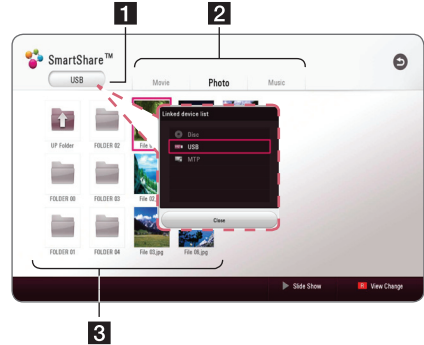 1
2
SmartShare™
USB
Movie
Photo
Music
Linked device list
Disc
USB
MTP
Close
UP Folder
FOLDER 02
FOLDER 00
FOLDER 03
File 02.
FOLDER 01
FOLDER 04
File 03.jpg
File 08.jpg
Slide Show
R View Change
3